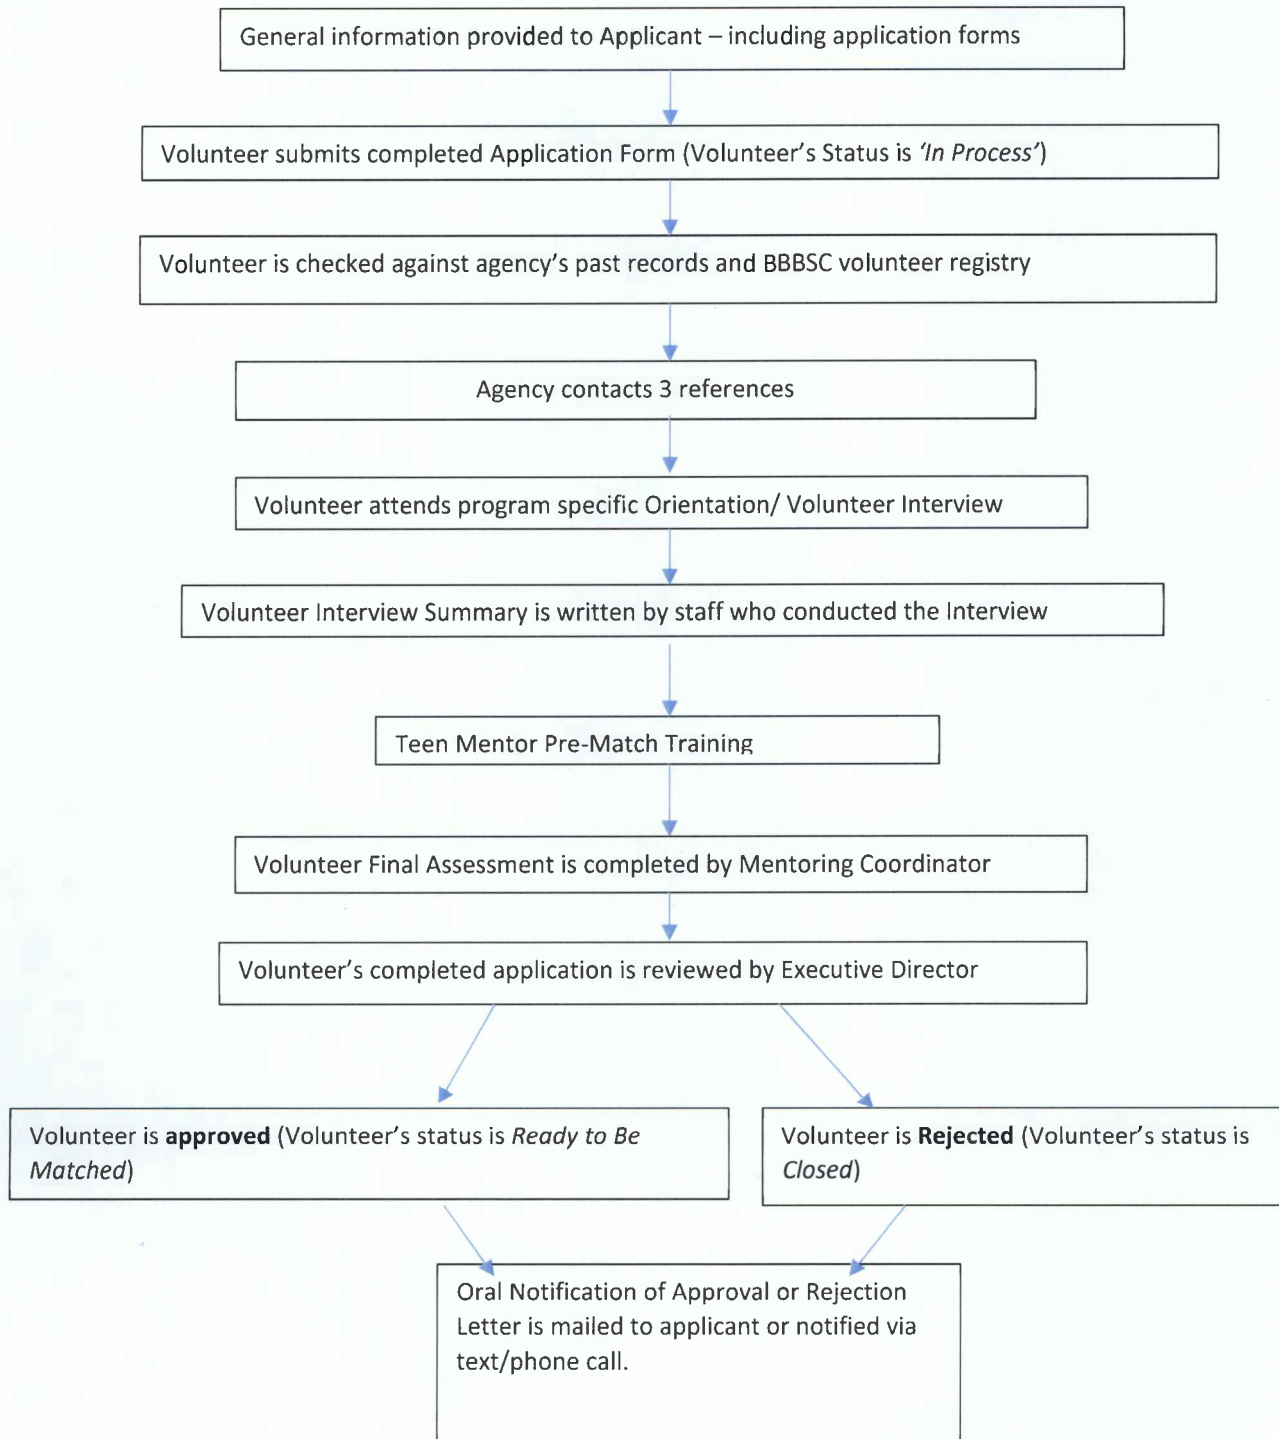 General information provided to Applicant – including application forms
Volunteer submits completed Application Form (Volunteer's Status is 'In Process')
Volunteer is checked against agency's past records and BBBSC volunteer registry
Agency contacts 3 references
Volunteer attends program specific Orientation/ Volunteer Interview
Volunteer Interview Summary is written by staff who conducted the Interview
Teen Mentor Pre-Match Training
Volunteer Final Assessment is completed by Mentoring Coordinator
Volunteer's completed application is reviewed by Executive Director
Volunteer is approved (Volunteer's status is Ready to Be
Matched)
Volunteer is Rejected (Volunteer's status is
Closed)
Oral Notification of Approval or Rejection
Letter is mailed to applicant or notified via
text/phone call.